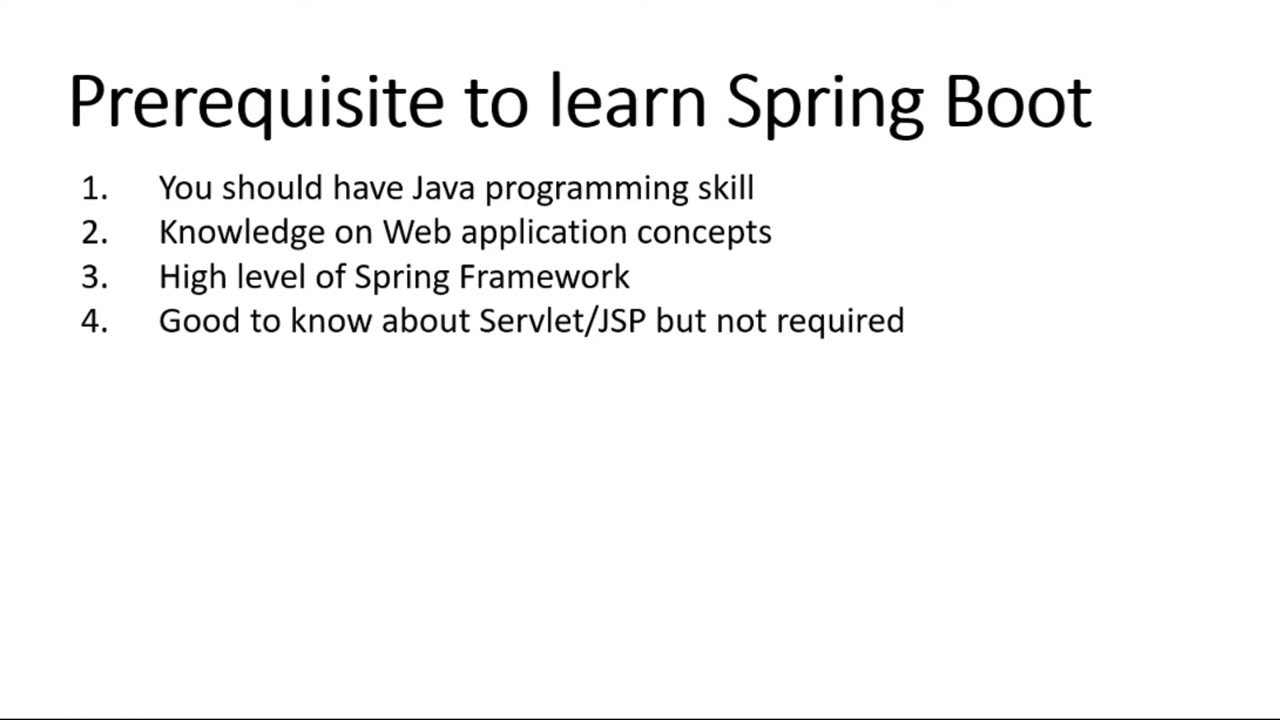 Prerequisite to learn Spring Boot
1. You should have Java programming skill
2. Knowledge on Web application concepts
3. High level of Spring Framework
4. Good to know about Servlet/JSP but not required